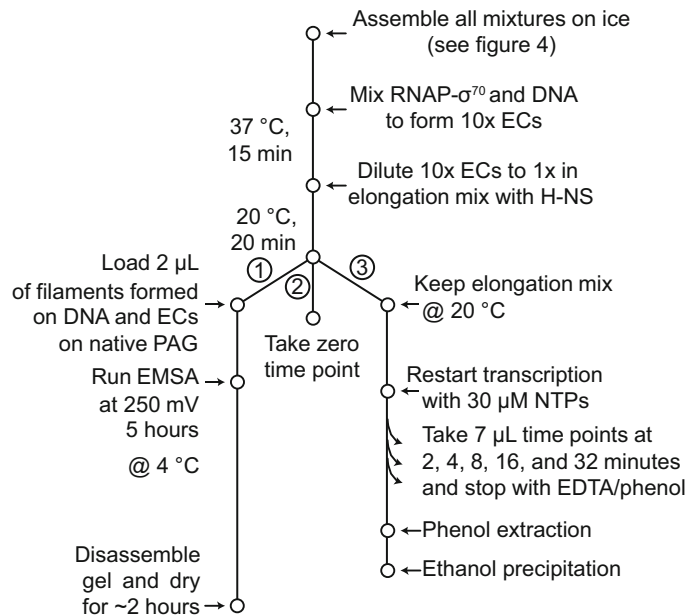 Assemble all mixtures on ice
(see figure 4)
Mix RNAP-σ⁷⁰ and DNA
to form 10x ECs
37 °C,
15 min
Dilute 10x ECs to 1x in
elongation mix with H-NS
20 °C,
20 min
① ② ③
Load 2 µL
of filaments formed
on DNA and ECs
on native PAG
Take zero
time point
Keep elongation mix
@ 20 °C
Run EMSA
at 250 mV
5 hours
@ 4 °C
Restart transcription
with 30 µM NTPs
Take 7 µL time points at
2, 4, 8, 16, and 32 minutes
and stop with EDTA/phenol
Phenol extraction
Ethanol precipitation
Disassemble
gel and dry
for ~2 hours